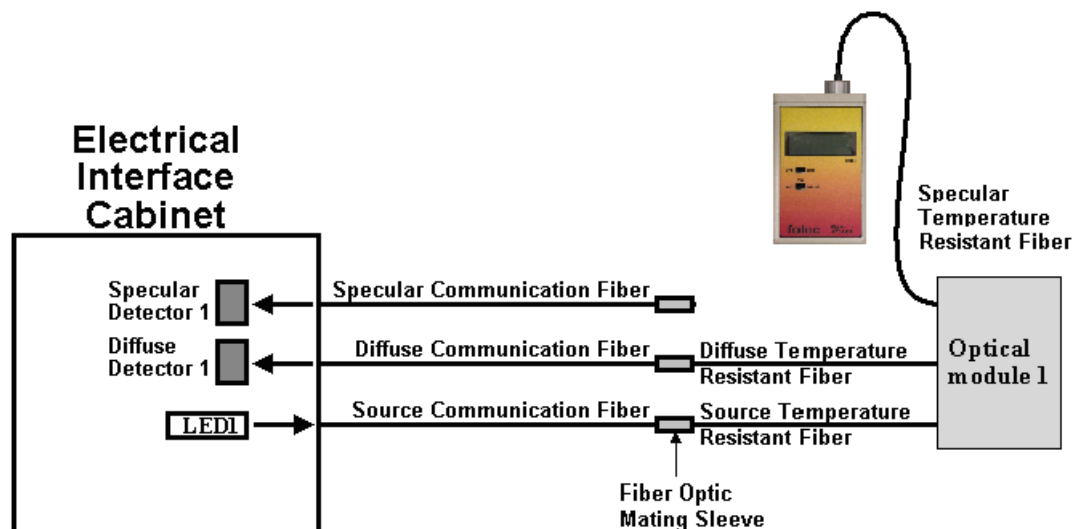 Electrical
Interface
Cabinet
Specular
Temperature
Resistant Fiber
Specular
Detector 1
Specular Communication Fiber
Diffuse
Detector 1
Diffuse Communication Fiber
Diffuse Temperature
Resistant Fiber
Optical
module 1
LED1
Source Communication Fiber
Source Temperature
Resistant Fiber
Fiber Optic
Mating Sleeve